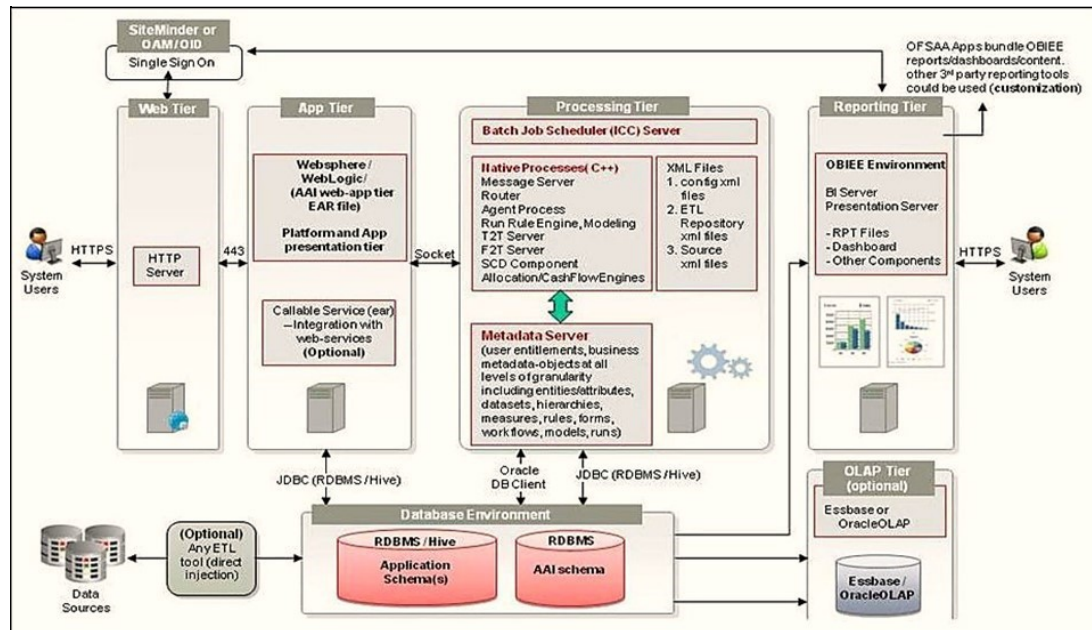 SiteMinder or
OAM/OID
Single Sign On
OFSAA Apps bundle OBIEE
reports/dashboards/content.
other 3rd party reporting tools
could be used (customization)
Web Tier
App Tier
Processing Tier
Reporting Tier
HTTP
Server
Websphere /
WebLogic/
(AAI web-app tier
EAR file)
Platform and App
presentation tier
Callable Service (ear)
–Integration with
web-services
(Optional)
Batch Job Scheduler (ICC) Server
Native Processes( C++)
Message Server
Router
Agent Process
Run Rule Engine, Modeling
T2T Server
F2T Server
SCD Component
Allocation/CashFlowEngines
XML Files
1. config xml
files
2. ETL
Repository
xml files
3. Source
xml files
Metadata Server
(user entitlements, business
metadata-objects at all
levels of granularity
including entities/attributes,
datasets, hierarchies,
measures, rules, forms,
workflows, models, runs)
OBIEE Environment
BI Server
Presentation Server
- RPT Files
- Dashboard
- Other Components
System
Users
HTTPS
443
Socket
HTTPS
System
Users
JDBC (RDBMS /Hive)
Oracle
DB Client
JDBC (RDBMS /Hive)
OLAP Tier
(optional)
Essbase or
OracleOLAP
Essbase /
OracleOLAP
Database Environment
RDBMS / Hive
Application
Schema(s)
RDBMS
AAI schema
(Optional)
Any ETL
tool (direct
injection)
Data
Sources